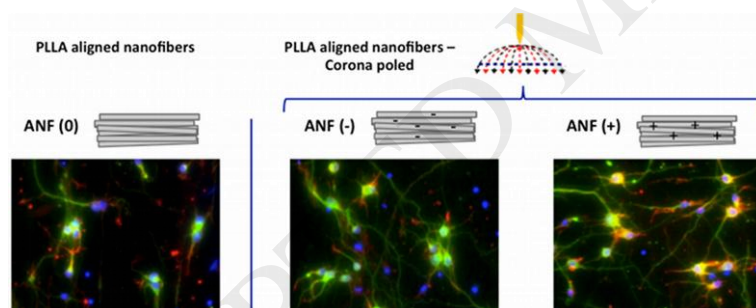 PLLA aligned nanofibers
PLLA aligned nanofibers –
Corona poled
ANF (0)
ANF (-)
ANF (+)